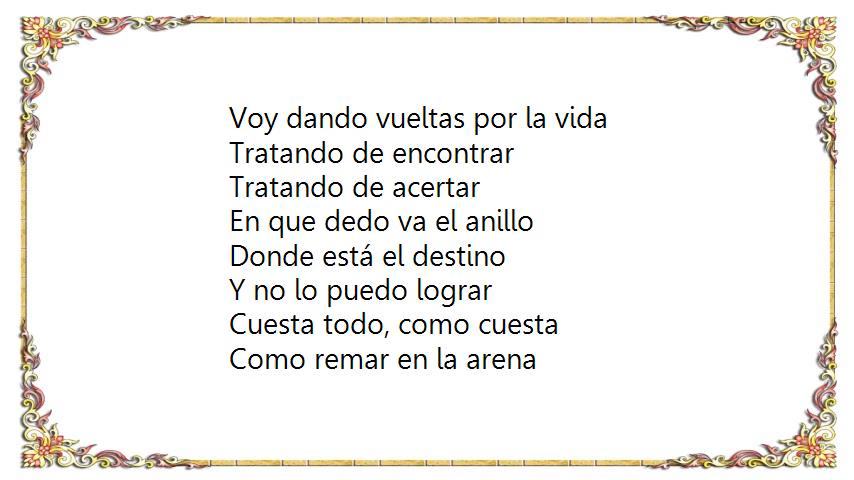 Voy dando vueltas por la vida
Tratando de encontrar
Tratando de acertar
En que dedo va el anillo
Donde está el destino
Y no lo puedo lograr
Cuesta todo, como cuesta
Como remar en la arena